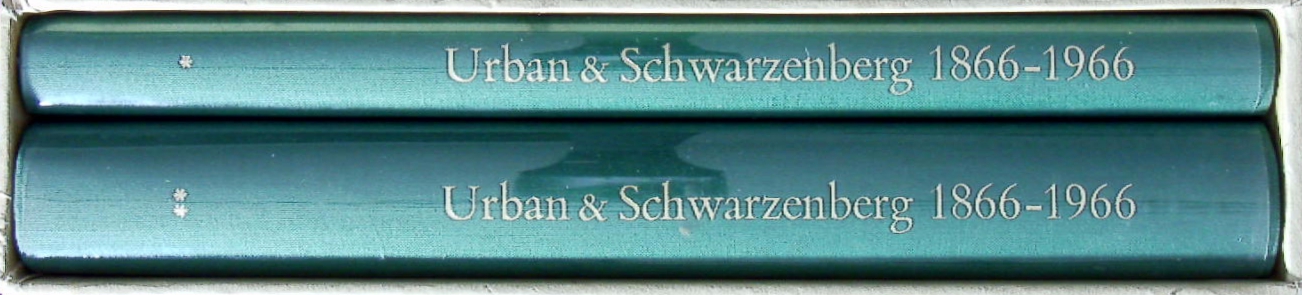 * Urban & Schwarzenberg 1866-1966
** Urban & Schwarzenberg 1866-1966